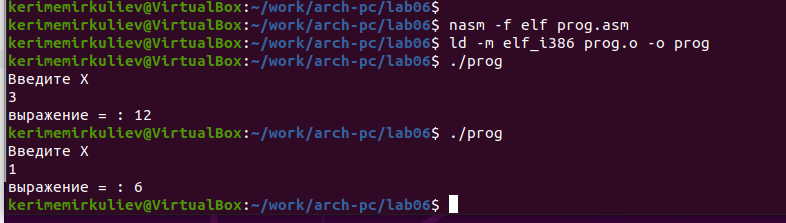 kerimemirkuliev@VirtualBox:~/work/arch-pc/lab06$
kerimemirkuliev@VirtualBox:~/work/arch-pc/lab06$ nasm -f elf prog.asm
kerimemirkuliev@VirtualBox:~/work/arch-pc/lab06$ ld -m elf_i386 prog.o -o prog
kerimemirkuliev@VirtualBox:~/work/arch-pc/lab06$ ./prog
Введите X
3
выражение = : 12
kerimemirkuliev@VirtualBox:~/work/arch-pc/lab06$ ./prog
Введите X
1
выражение = : 6
kerimemirkuliev@VirtualBox:~/work/arch-pc/lab06$